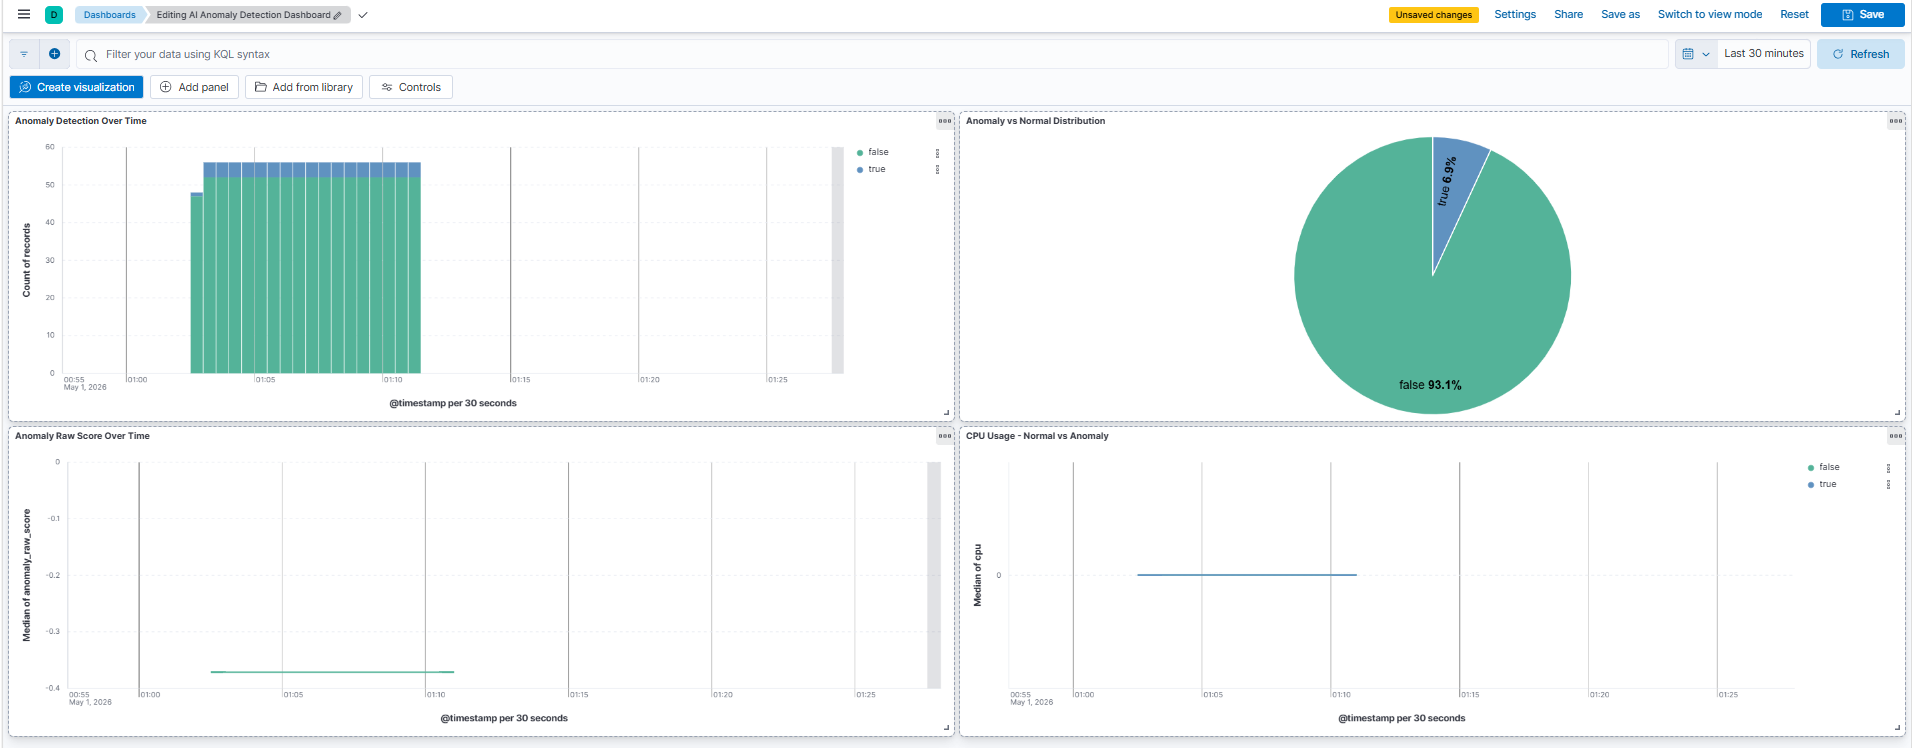 D Dashboards Editing AI Anomaly Detection Dashboard Unsaved changes Settings Share Save as Switch to view mode Reset Save
Filter your data using KQL syntax Last 30 minutes Refresh
Create visualization Add panel Add from library Controls
Anomaly Detection Over Time
60
50
40
30
20
10
0
Count of records
00:55 01:00 01:05 01:10 01:15 01:20 01:25
May 1, 2026
@timestamp per 30 seconds
false
true
Anomaly vs Normal Distribution
true 6.9%
false 93.1%
Anomaly Raw Score Over Time
0
-0.1
-0.2
-0.3
-0.4
Median of anomaly_raw_score
00:55 01:00 01:05 01:10 01:15 01:20 01:25
May 1, 2026
@timestamp per 30 seconds
CPU Usage - Normal vs Anomaly
0
Median of cpu
00:55 01:00 01:05 01:10 01:15 01:20 01:25
May 1, 2026
@timestamp per 30 seconds
false
true